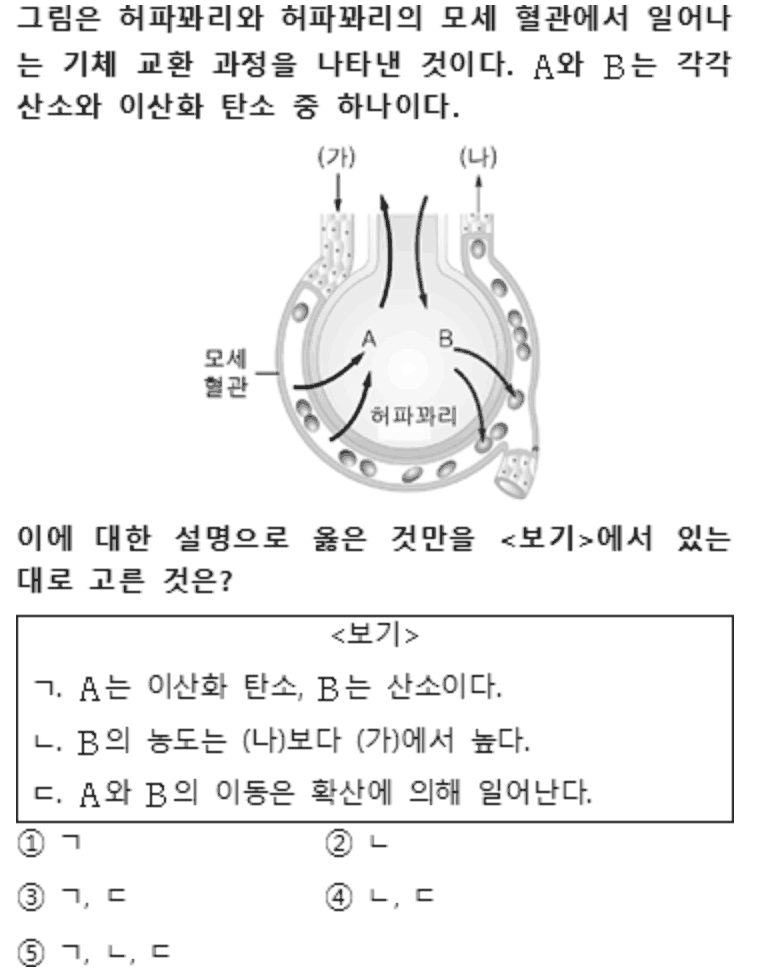 그림은 허파꽈리와 허파꽈리의 모세 혈관에서 일어나
는 기체 교환 과정을 나타낸 것이다. A와 B는 각각
산소와 이산화 탄소 중 하나이다.
(가) (나)
A B
모세
혈관
허파꽈리
이에 대한 설명으로 옳은 것만을 <보기>에서 있는
대로 고른 것은?
<보기>
ㄱ. A는 이산화 탄소, B는 산소이다.
ㄴ. B의 농도는 (나)보다 (가)에서 높다.
ㄷ. A와 B의 이동은 확산에 의해 일어난다.
① ㄱ ② ㄴ
③ ㄱ, ㄷ ④ ㄴ, ㄷ
⑤ ㄱ, ㄴ, ㄷ